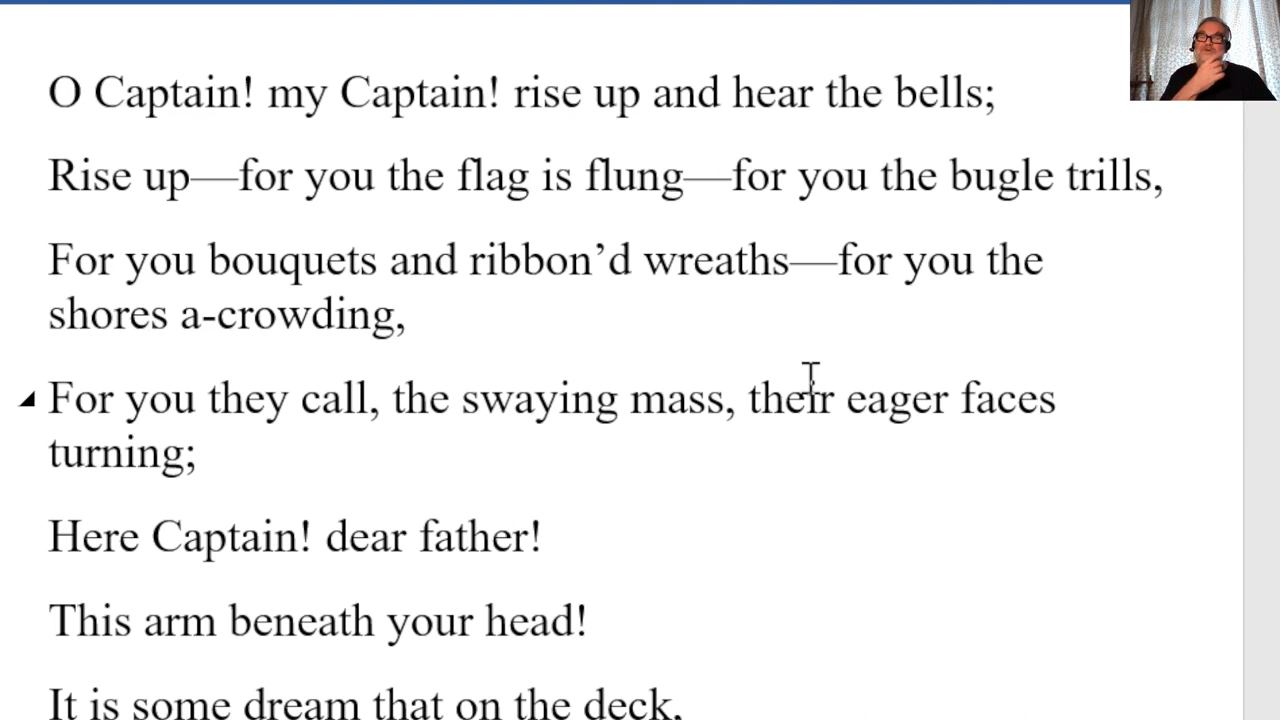 O Captain! my Captain! rise up and hear the bells;
Rise up—for you the flag is flung—for you the bugle trills,
For you bouquets and ribbon’d wreaths—for you the
shores a-crowding,
For you they call, the swaying mass, their eager faces
turning;
Here Captain! dear father!
This arm beneath your head!
It is some dream that on the deck,